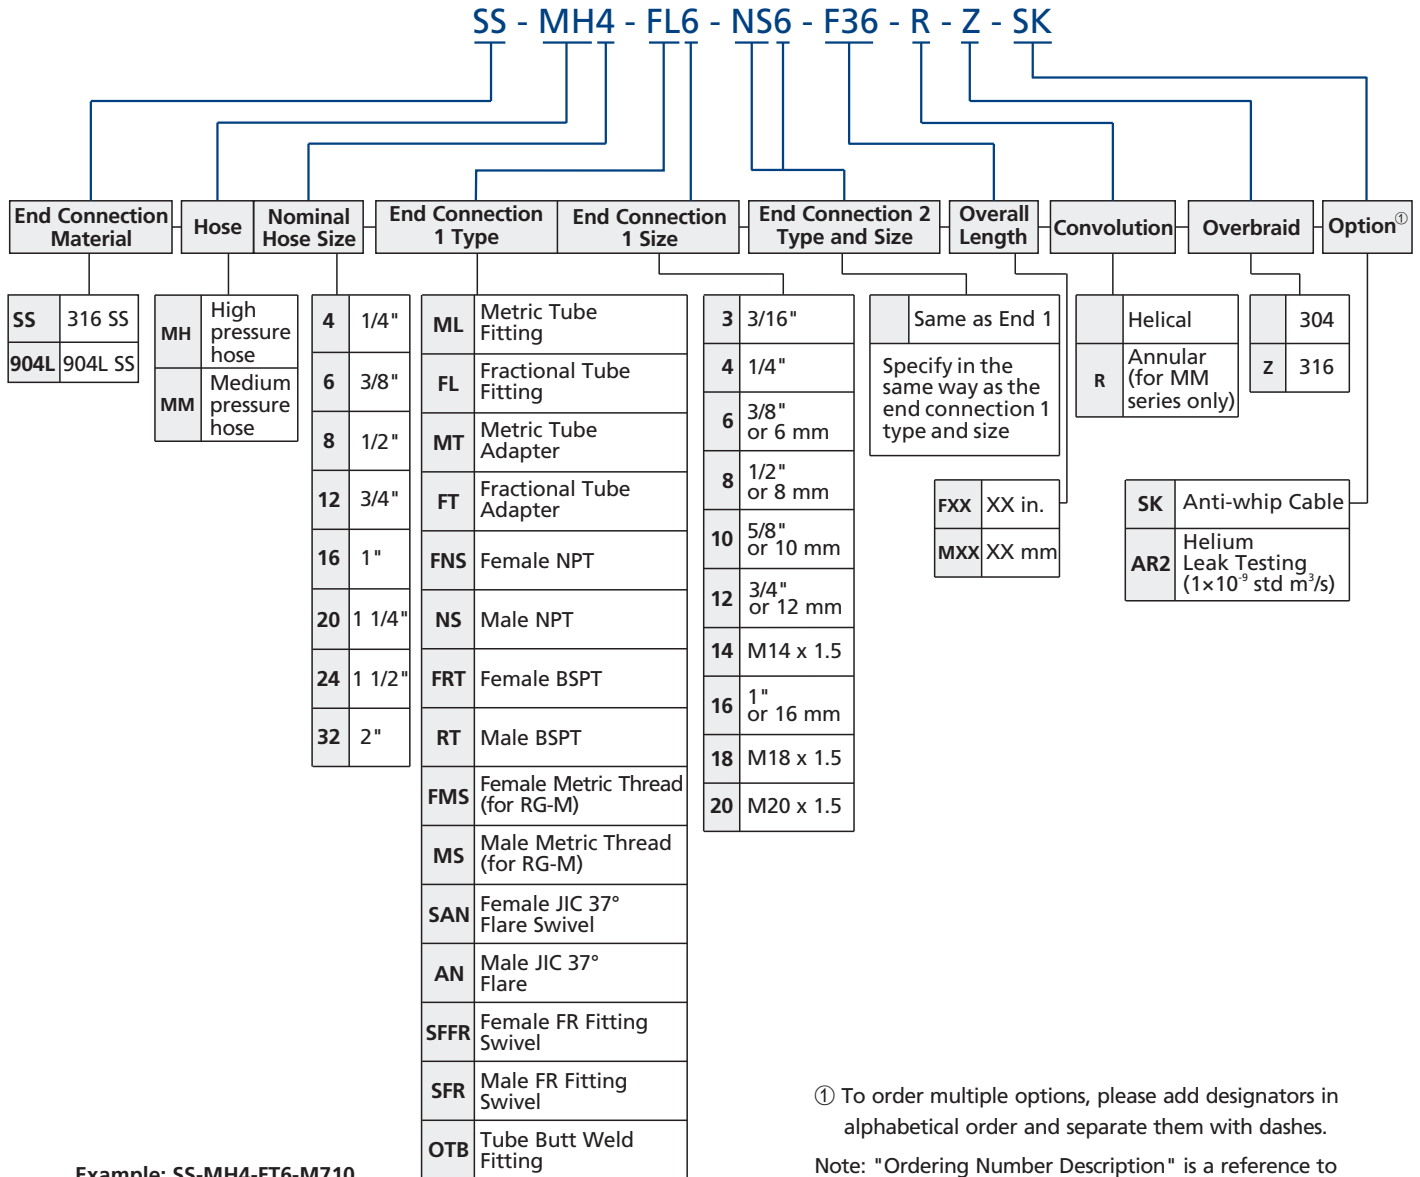 SS - MH4 - FL6 - NS6 - F36 - R - Z - SK
End Connection
Material
Hose
Nominal
Hose Size
End Connection
1 Type
End Connection
1 Size
End Connection 2
Type and Size
Overall
Length
Convolution
Overbraid
Option①
SS 316 SS
904L 904L SS
MH High
pressure
hose
MM Medium
pressure
hose
4 1/4"
6 3/8"
8 1/2"
12 3/4"
16 1"
20 1 1/4"
24 1 1/2"
32 2"
ML Metric Tube
Fitting
FL Fractional Tube
Fitting
MT Metric Tube
Adapter
FT Fractional Tube
Adapter
FNS Female NPT
NS Male NPT
FRT Female BSPT
RT Male BSPT
FMS Female Metric Thread
(for RG-M)
MS Male Metric Thread
(for RG-M)
SAN Female JIC 37°
Flare Swivel
AN Male JIC 37°
Flare
SFFR Female FR Fitting
Swivel
SFR Male FR Fitting
Swivel
OTB Tube Butt Weld
Fitting
3 3/16"
4 1/4"
6 3/8"
or 6 mm
8 1/2"
or 8 mm
10 5/8"
or 10 mm
12 3/4"
or 12 mm
14 M14 x 1.5
16 1"
or 16 mm
18 M18 x 1.5
20 M20 x 1.5
Same as End 1
Specify in the
same way as the
end connection 1
type and size
FXX XX in.
MXX XX mm
Helical
R Annular
(for MM
series only)
304
Z 316
SK Anti-whip Cable
AR2 Helium
Leak Testing
(1×10⁻⁹ std m³/s)
① To order multiple options, please add designators in
alphabetical order and separate them with dashes.
Note: "Ordering Number Description" is a reference to
Example: SS-MH4-FT6-M710